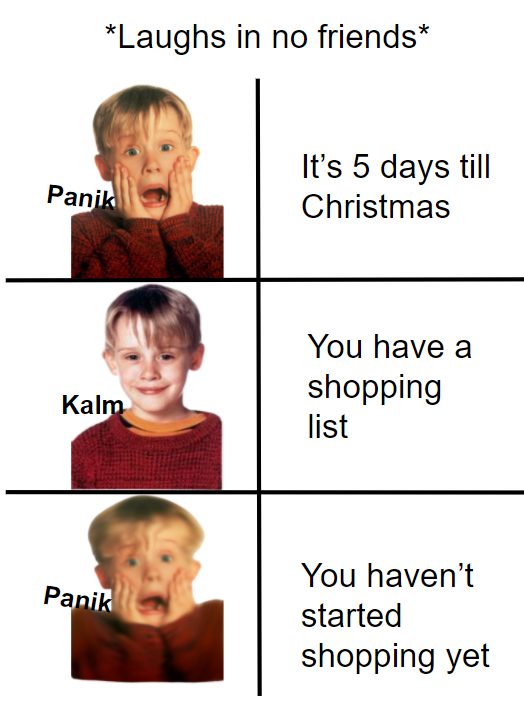 *Laughs in no friends*
Panik
It’s 5 days till
Christmas
Kalm
You have a
shopping
list
Panik
You haven’t
started
shopping yet